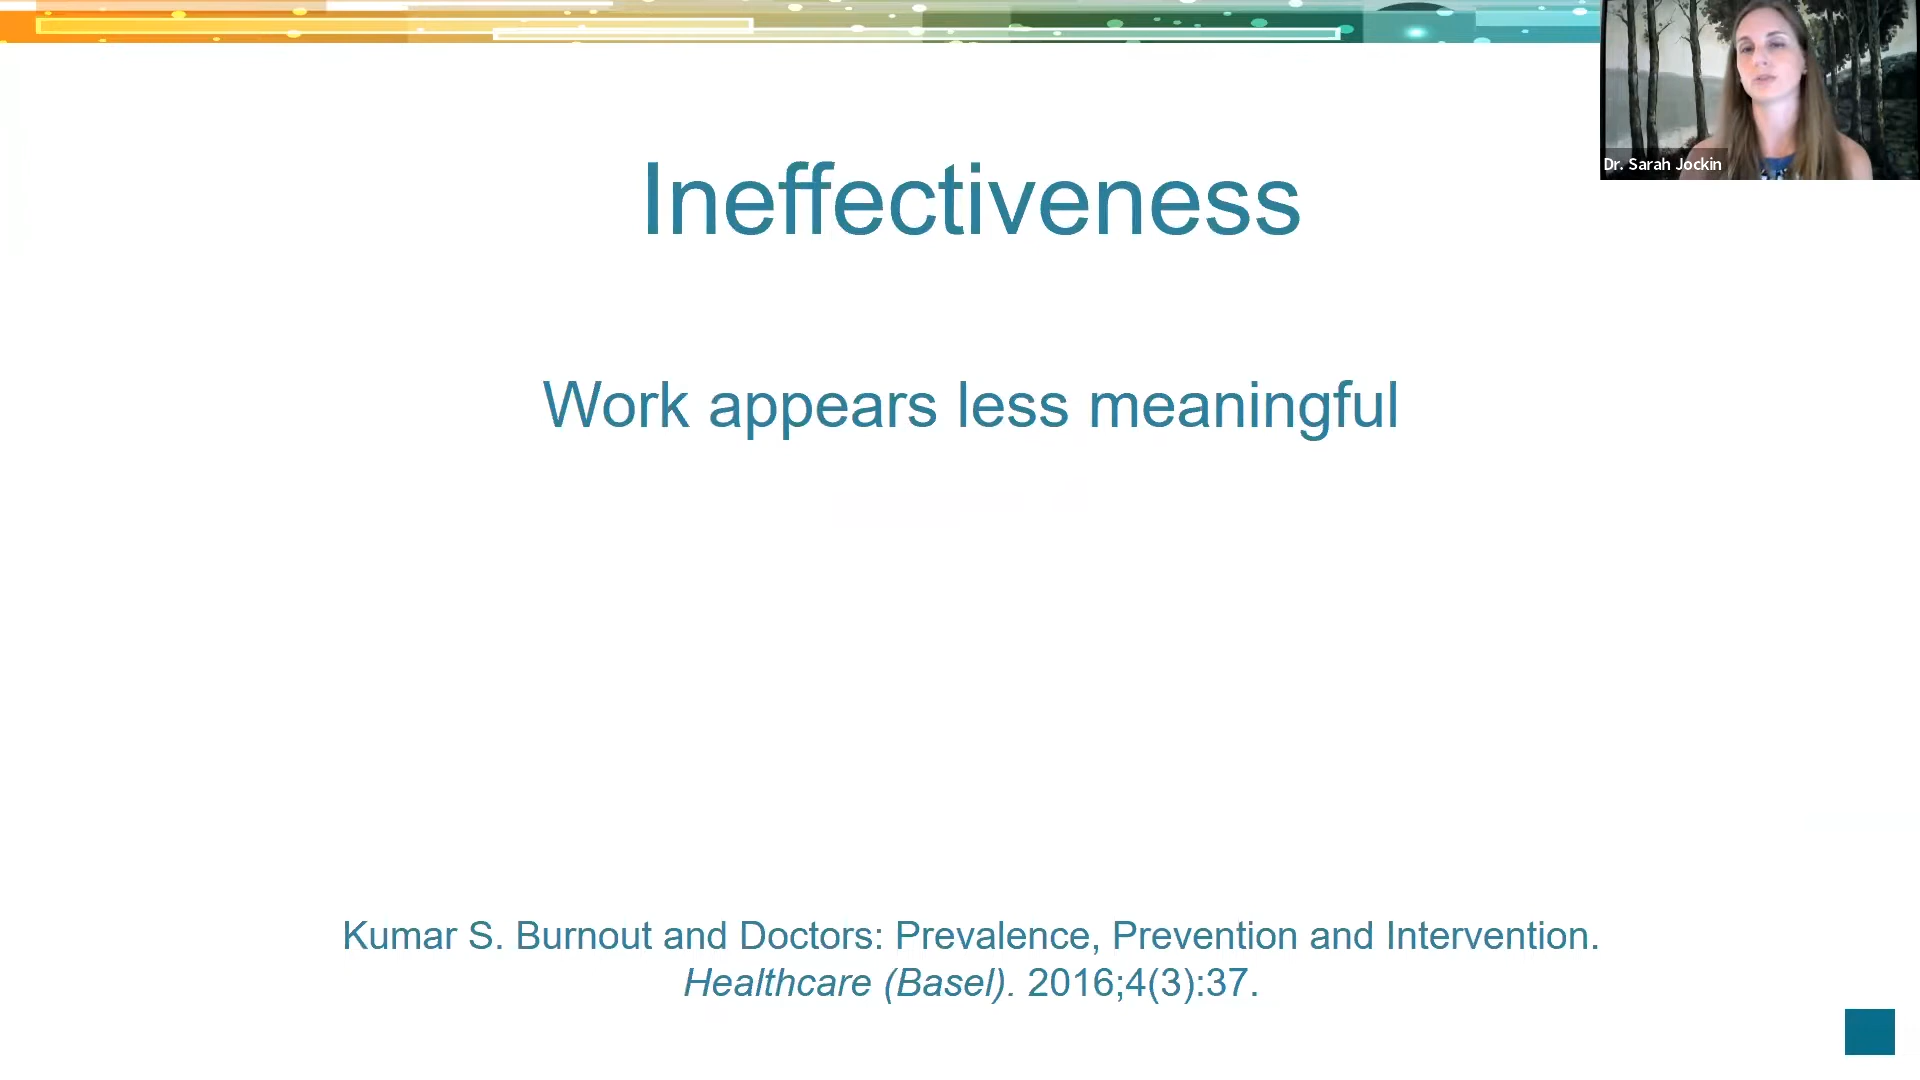 Dr. Sarah Jockin
Ineffectiveness
Work appears less meaningful
Kumar S. Burnout and Doctors: Prevalence, Prevention and Intervention.
Healthcare (Basel). 2016;4(3):37.